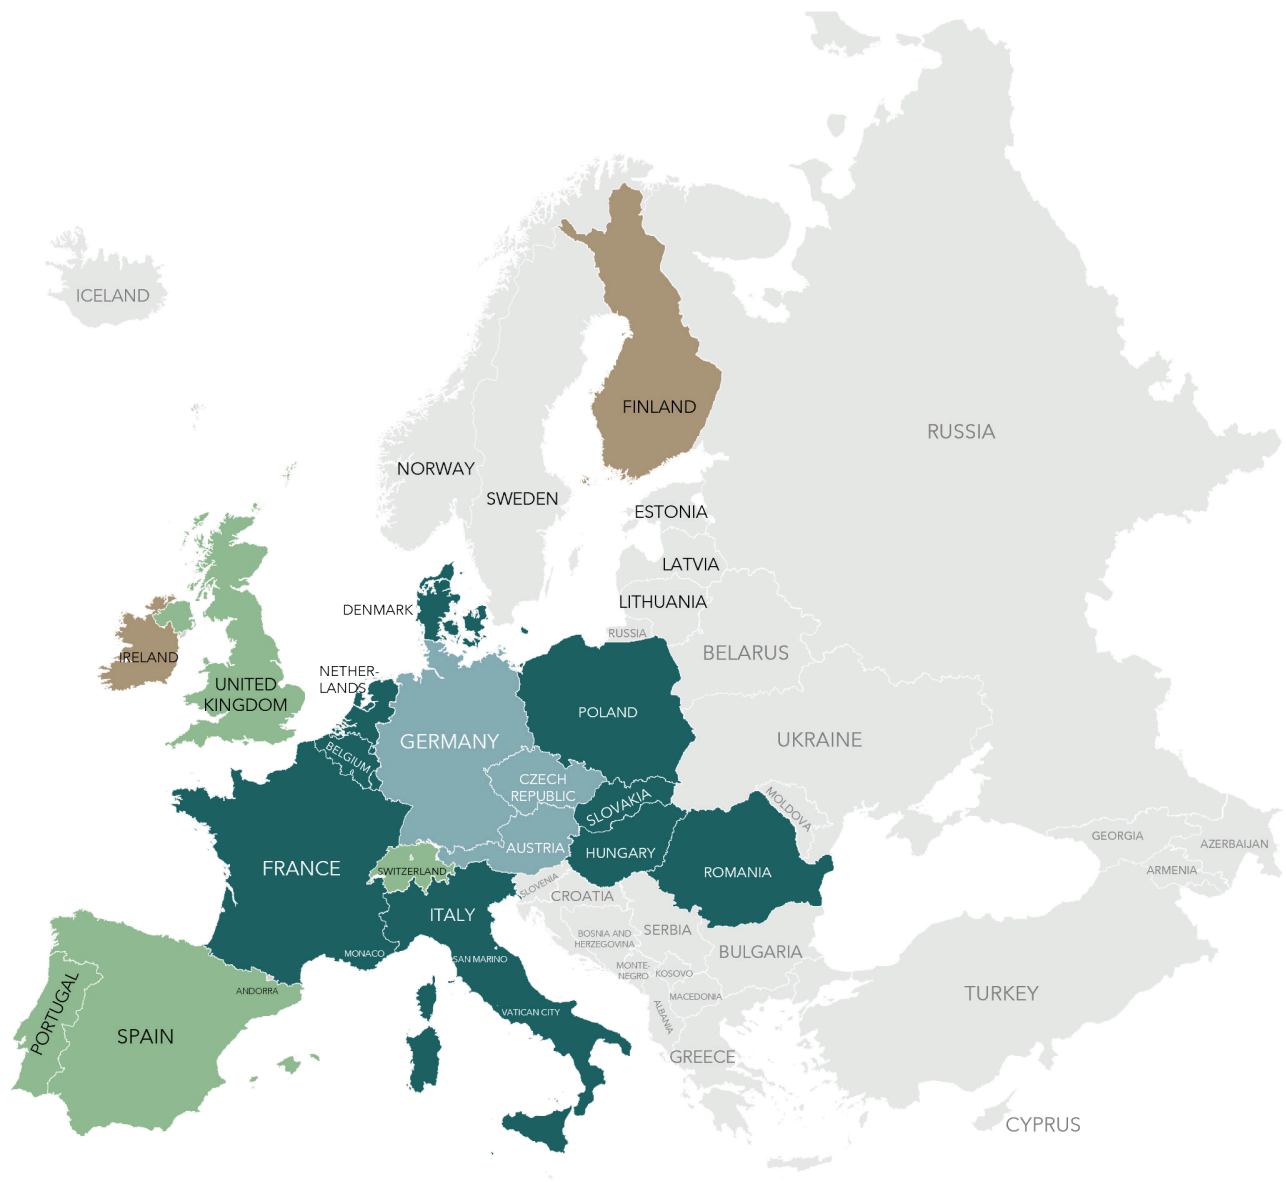 ICELAND
RUSSIA
FINLAND
NORWAY
SWEDEN
ESTONIA
LATVIA
LITHUANIA
DENMARK
RUSSIA
BELARUS
IRELAND
NETHER-
LANDS
UNITED
KINGDOM
POLAND
GERMANY
UKRAINE
BELGIUM
CZECH
REPUBLIC
SLOVAKIA
MOLDOVA
GEORGIA
AZERBAIJAN
AUSTRIA
HUNGARY
FRANCE
SWITZERLAND
ROMANIA
ARMENIA
SLOVENIA
CROATIA
ITALY
SERBIA
BOSNIA AND
HERZEGOVINA
BULGARIA
MONACO
SAN MARINO
MONTE-
NEGRO
KOSOVO
ANDORRA
MACEDONIA
TURKEY
PORTUGAL
SPAIN
VATICAN CITY
ALBANIA
GREECE
CYPRUS